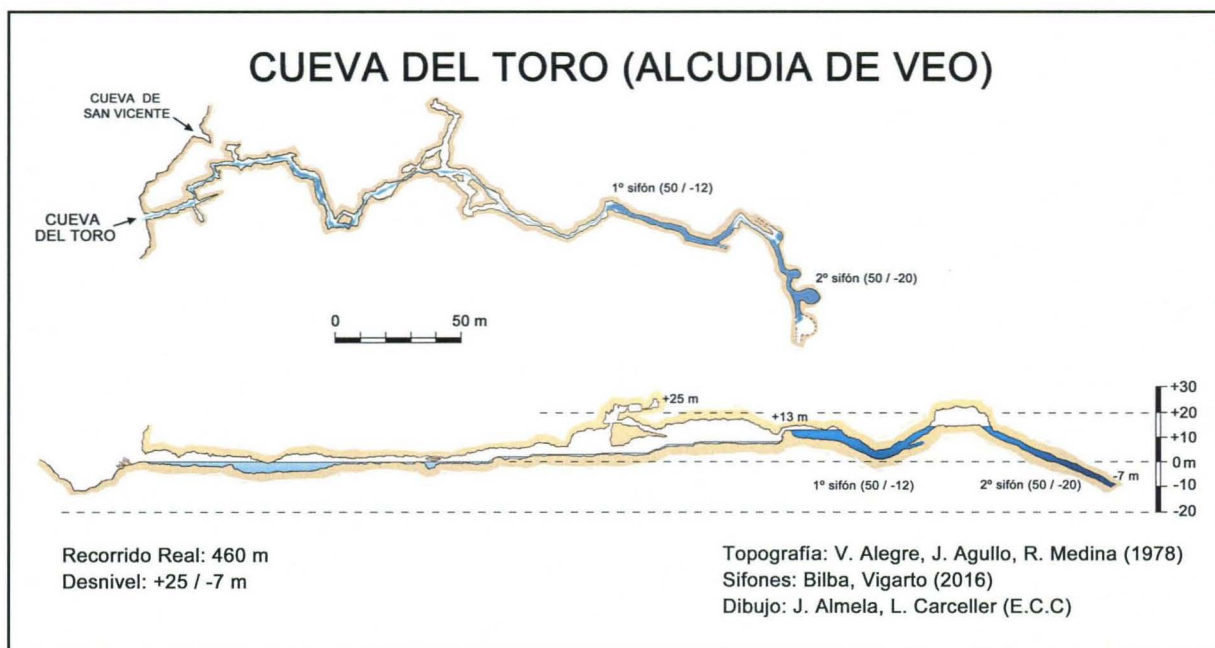 CUEVA DEL TORO (ALCUDIA DE VEO)
CUEVA DE
SAN VICENTE
CUEVA
DEL TORO
1º sifón (50 / -12)
2º sifón (50 / -20)
0 50 m
+25 m
+13 m
-7 m
1º sifón (50 / -12)
2º sifón (50 / -20)
+30
+20
+10
0 m
-10
-20
Recorrido Real: 460 m
Desnivel: +25 / -7 m
Topografía: V. Alegre, J. Agullo, R. Medina (1978)
Sifones: Bilba, Vigarto (2016)
Dibujo: J. Almela, L. Carceller (E.C.C)